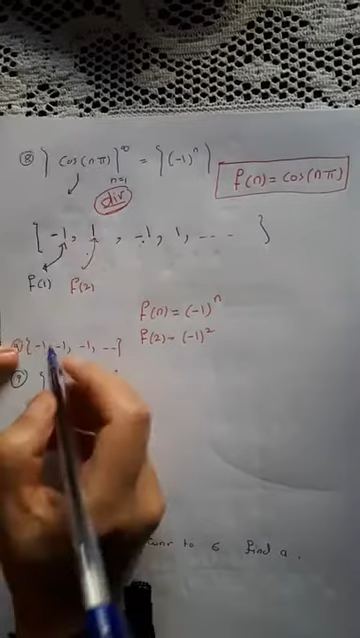 ⑧ { cos(nπ) }^∞_{n=1} = { (-1)^n }
f(n) = cos(nπ)
div
{ -1, 1, -1, 1, .... }
f(1) f(2)
f(n) = (-1)^n
f(2) = (-1)^2
{ -1, -1, -1, ... }
⑨ {
to 6 find a.